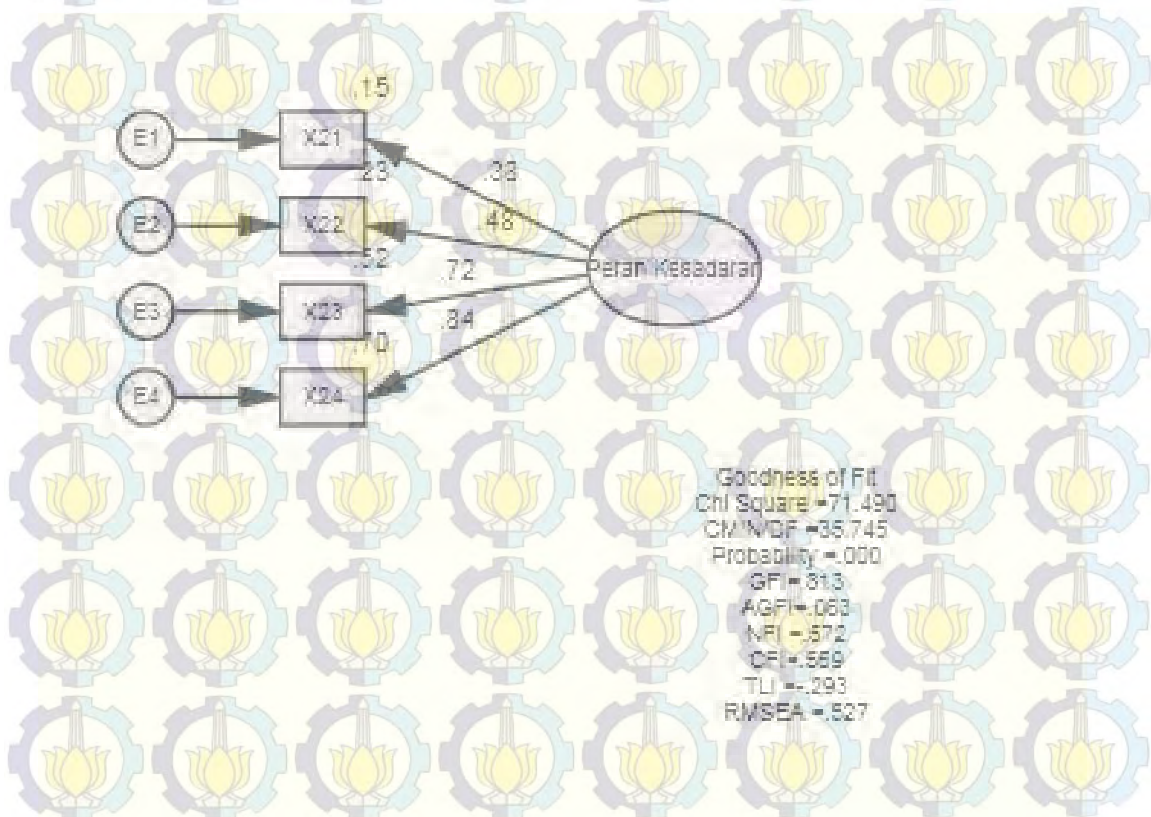 .15
E1
X21
.38
.23
E2
X22
.48
.52
Peran Kesadaran
.72
E3
X23
.84
.70
E4
X24
Goodness of Fit
Chi Square =71.490
CMIN/DF =35.745
Probability =.000
GFI=.813
AGFI=.063
NFI =.572
CFI=.569
TLI =-.293
RMSEA =.527